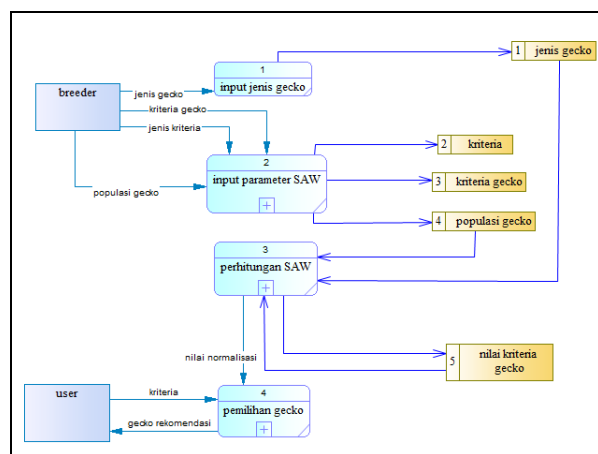 1
jenis gecko
1
input jenis gecko
breeder
jenis gecko
kriteria gecko
jenis kriteria
2
kriteria
2
input parameter SAW
3
kriteria gecko
populasi gecko
4
populasi gecko
3
perhitungan SAW
nilai normalisasi
5
nilai kriteria
gecko
user
kriteria
4
pemilihan gecko
gecko rekomendasi